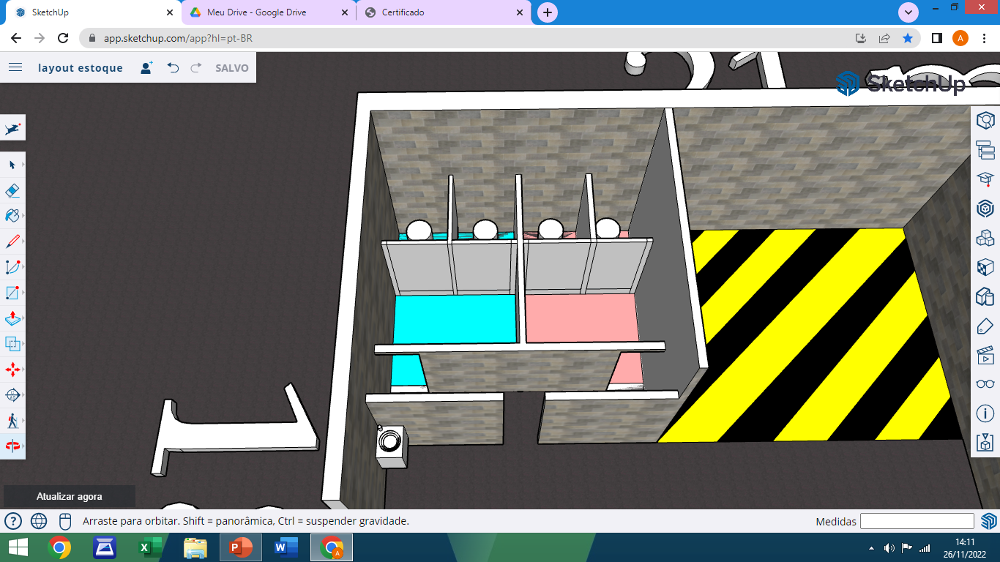 SketchUp
Meu Drive - Google Drive
Certificado
app.sketchup.com/app?hl=pt-BR
A
layout estoque
SALVO
SketchUp
Atualizar agora
Arraste para orbitar. Shift = panorâmica, Ctrl = suspender gravidade.
Medidas
14:11
26/11/2022